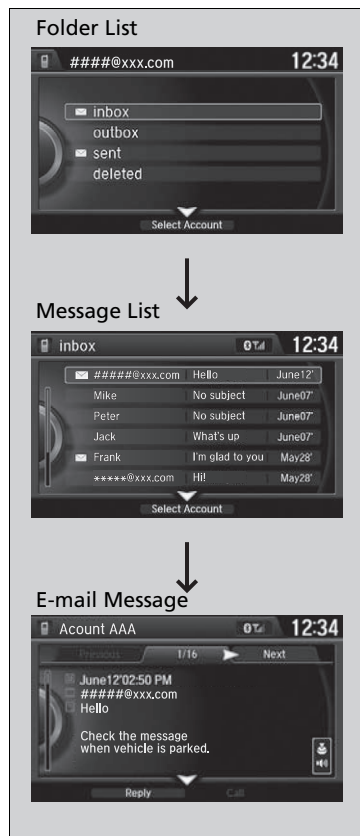 Folder List
####@xxx.com 12:34
inbox
outbox
sent
deleted
Select Account
Message List
inbox 12:34
#####@xxx.com Hello June12'
Mike No subject June07'
Peter No subject June07'
Jack What's up June07'
Frank I'm glad to you May28'
*****@xxx.com Hi! May28'
Select Account
E-mail Message
Acount AAA 12:34
Previous 1/16 Next
June12'02:50 PM
#####@xxx.com
Hello
Check the message
when vehicle is parked.
Reply Call